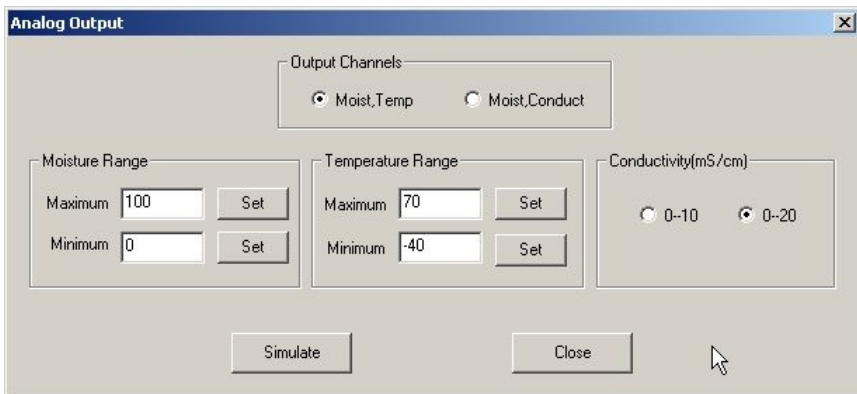 Analog Output
Output Channels
Moist,Temp Moist,Conduct
Moisture Range
Maximum 100 Set
Minimum 0 Set
Temperature Range
Maximum 70 Set
Minimum -40 Set
Conductivity(mS/cm)
0--10 0--20
Simulate Close